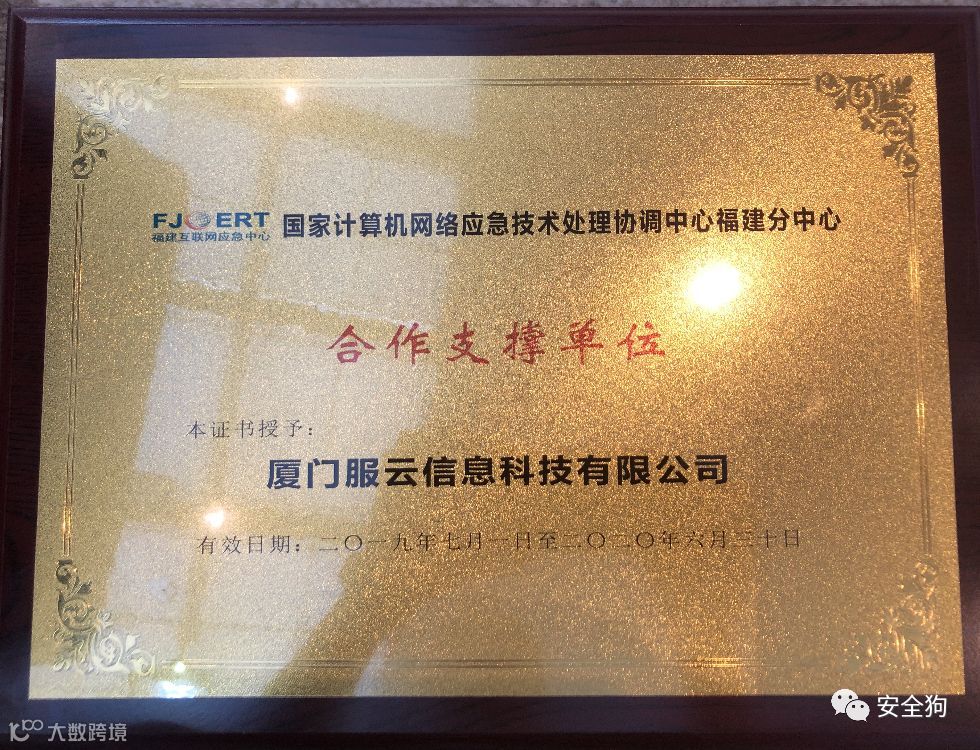 FJCERT 国家计算机网络应急技术处理协调中心福建分中心
福建互联网应急中心
合作支撑单位
本证书授予：
厦门服云信息科技有限公司
有效日期：二〇一九年七月一日至二〇二〇年六月三十日
安全狗
大数跨境